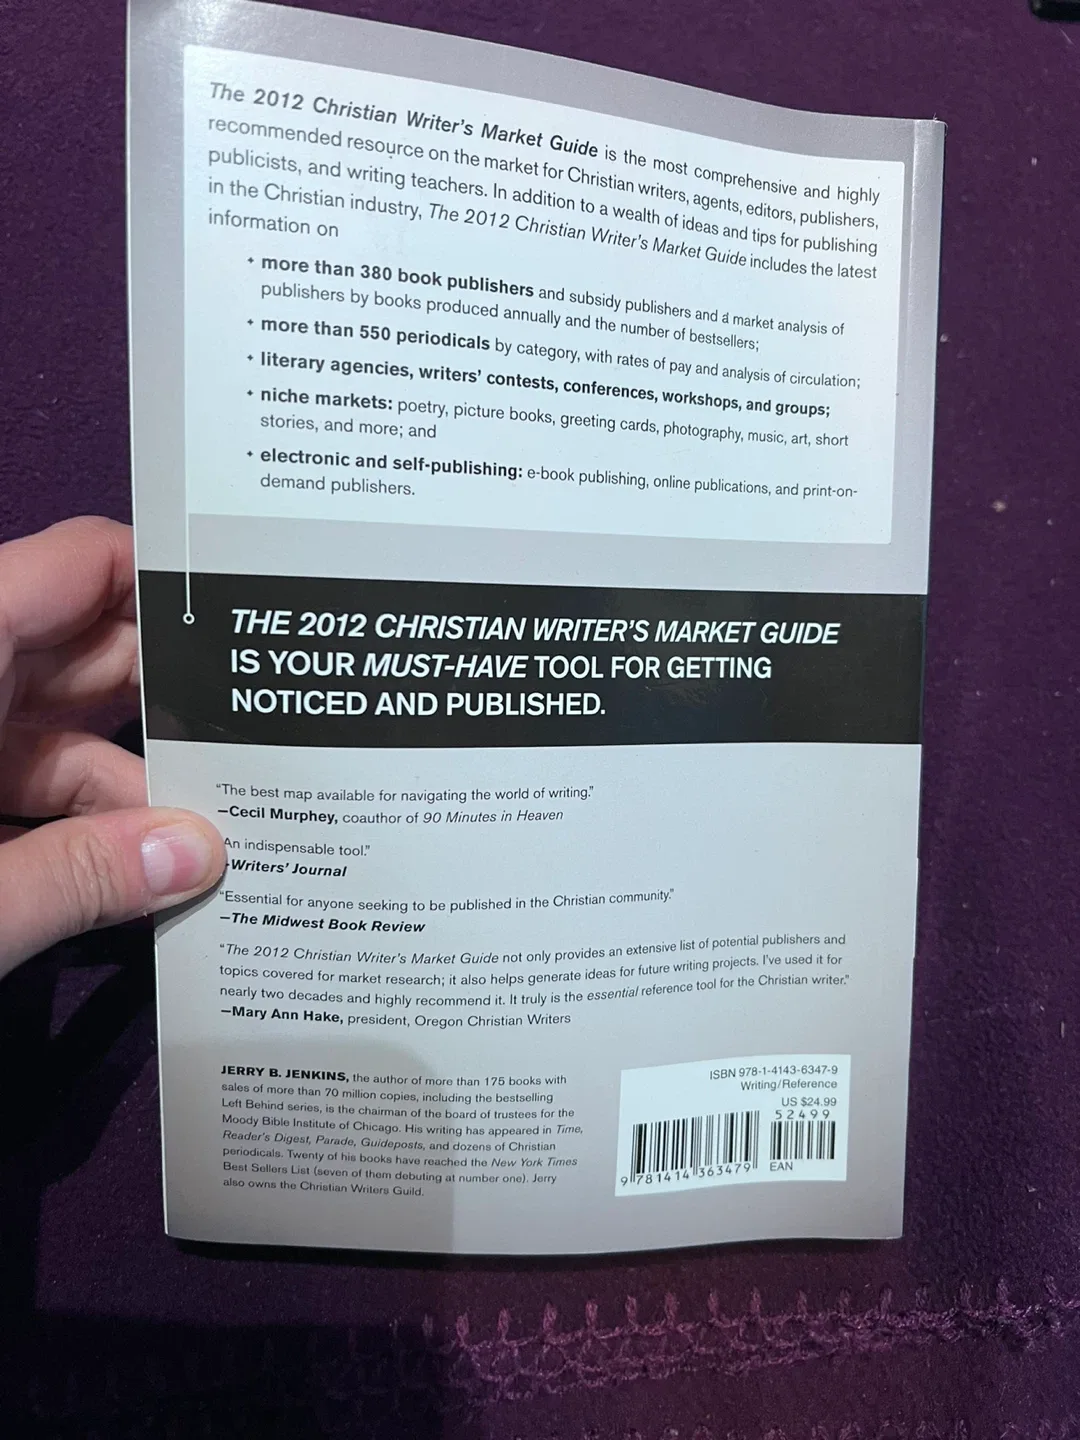 The 2012 Christian Writer's Market Guide is the most comprehensive and highly
recommended resource on the market for Christian writers, agents, editors, publishers,
publicists, and writing teachers. In addition to a wealth of ideas and tips for publishing
in the Christian industry, The 2012 Christian Writer's Market Guide includes the latest
information on
+ more than 380 book publishers and subsidy publishers and a market analysis of
publishers by books produced annually and the number of bestsellers;
+ more than 550 periodicals by category, with rates of pay and analysis of circulation;
+ literary agencies, writers' contests, conferences, workshops, and groups;
+ niche markets: poetry, picture books, greeting cards, photography, music, art, short
stories, and more; and
+ electronic and self-publishing: e-book publishing, online publications, and print-on-
demand publishers.
THE 2012 CHRISTIAN WRITER'S MARKET GUIDE
IS YOUR MUST-HAVE TOOL FOR GETTING
NOTICED AND PUBLISHED.
"The best map available for navigating the world of writing."
—Cecil Murphey, coauthor of 90 Minutes in Heaven
An indispensable tool."
-Writers' Journal
"Essential for anyone seeking to be published in the Christian community."
—The Midwest Book Review
"The 2012 Christian Writer's Market Guide not only provides an extensive list of potential publishers and
topics covered for market research; it also helps generate ideas for future writing projects. I've used it for
nearly two decades and highly recommend it. It truly is the essential reference tool for the Christian writer."
—Mary Ann Hake, president, Oregon Christian Writers
JERRY B. JENKINS, the author of more than 175 books with
sales of more than 70 million copies, including the bestselling
Left Behind series, is the chairman of the board of trustees for the
Moody Bible Institute of Chicago. His writing has appeared in Time,
Reader's Digest, Parade, Guideposts, and dozens of Christian
periodicals. Twenty of his books have reached the New York Times
Best Sellers List (seven of them debuting at number one). Jerry
also owns the Christian Writers Guild.
ISBN 978-1-4143-6347-9
Writing/Reference
US $24.99
5 2 4 9 9
EAN
9 781414 363479